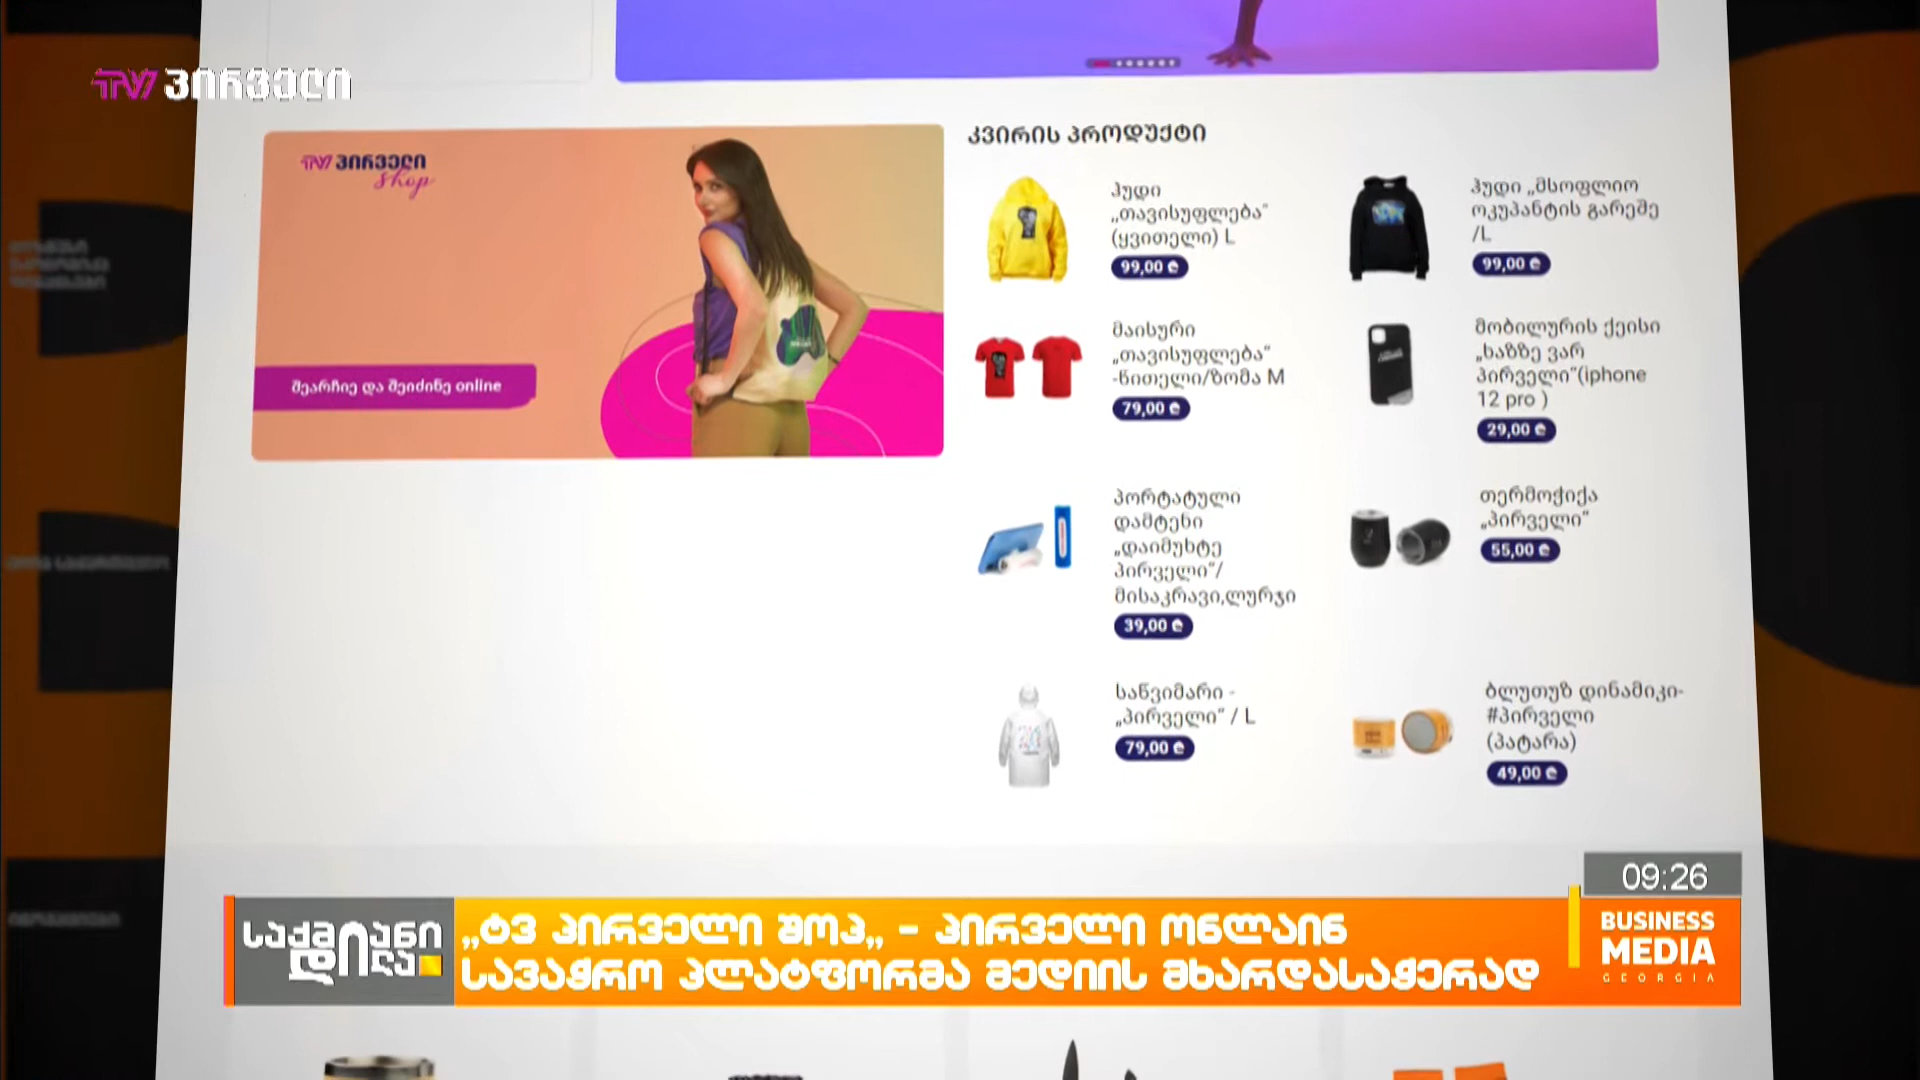 TV პირველი
TV პირველი
shop
შეარჩიე და შეიძინე online
კვირის პროდუქტი
ჰუდი
„თავისუფლება“
(ყვითელი) L
99,00 ₾
ჰუდი „მსოფლიო
ოკუპანტის გარეშე
/L
99,00 ₾
მაისური
„თავისუფლება“
-წითელი/ზომა M
79,00 ₾
მობილურის ქეისი
„ხაზზე ვარ
პირველი“(iphone
12 pro )
29,00 ₾
პორტატული
დამტენი
„დაიმუხტე
პირველი“/
მისაკრავი,ლურჯი
39,00 ₾
თერმოჭიქა
„პირველი“
55,00 ₾
საწვიმარი -
„პირველი“ / L
79,00 ₾
ბლუთუზ დინამიკი-
#პირველი
(პატარა)
49,00 ₾
09:26
საქმიანი
დილა
„ტვ პირველი შოპ„ – პირველი ონლაინ
სავაჭრო პლატფორმა მედიის მხარდასაჭერად
BUSINESS
MEDIA
GEORGIA